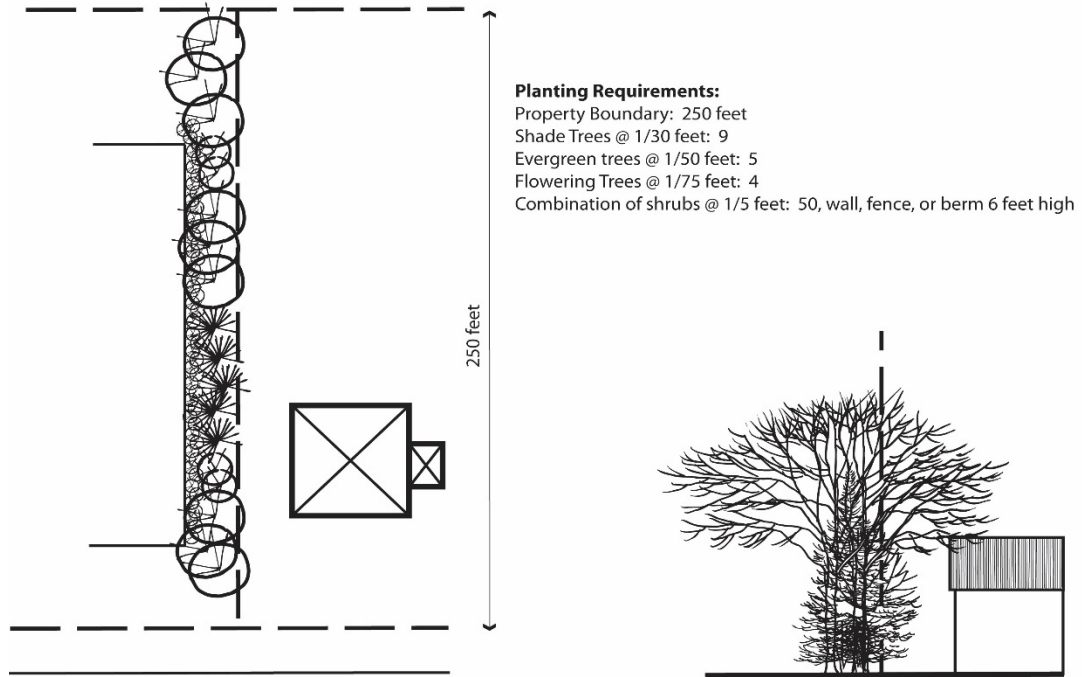 Planting Requirements:
Property Boundary: 250 feet
Shade Trees @ 1/30 feet: 9
Evergreen trees @ 1/50 feet: 5
Flowering Trees @ 1/75 feet: 4
Combination of shrubs @ 1/5 feet: 50, wall, fence, or berm 6 feet high
250 feet